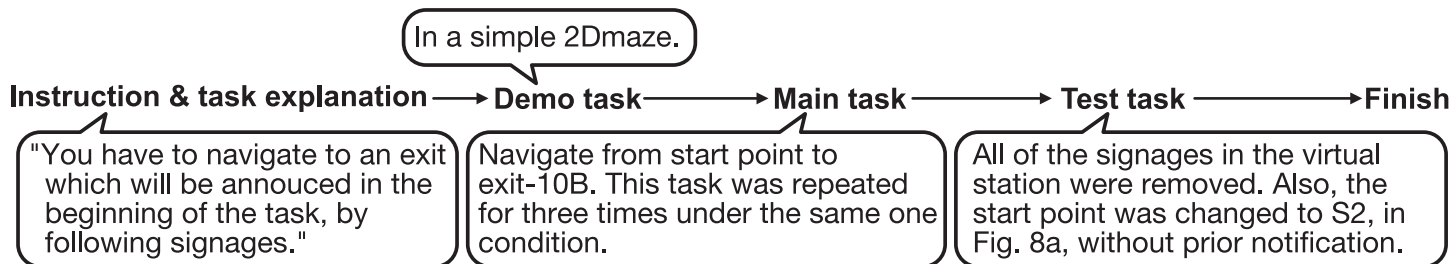 In a simple 2Dmaze.
Instruction & task explanation Demo task Main task Test task Finish
"You have to navigate to an exit
which will be annouced in the
beginning of the task, by
following signages."
Navigate from start point to
exit-10B. This task was repeated
for three times under the same one
condition.
All of the signages in the virtual
station were removed. Also, the
start point was changed to S2, in
Fig. 8a, without prior notification.